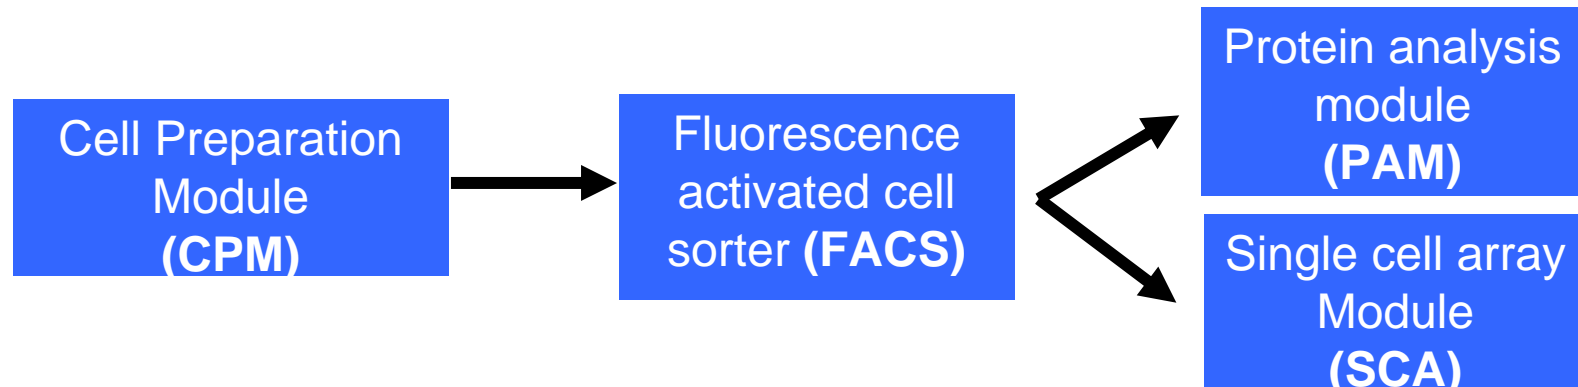 Cell Preparation
Module
(CPM)
Fluorescence
activated cell
sorter (FACS)
Protein analysis
module
(PAM)
Single cell array
Module
(SCA)